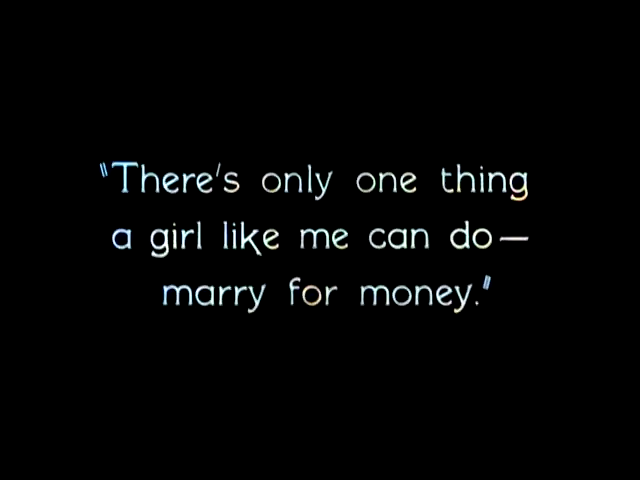 "There's only one thing
a girl like me can do—
marry for money."